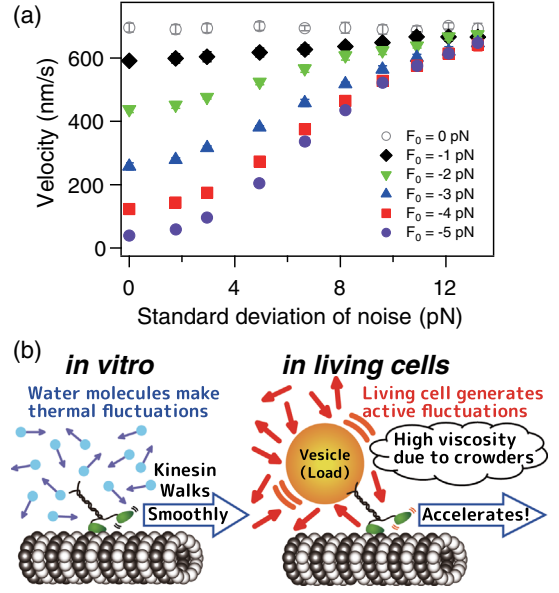 (a)
Velocity (nm/s)
600
400
200
0
F0 = 0 pN
F0 = -1 pN
F0 = -2 pN
F0 = -3 pN
F0 = -4 pN
F0 = -5 pN
0 4 8 12
Standard deviation of noise (pN)
(b)
in vitro
Water molecules make
thermal fluctuations
Kinesin
Walks
Smoothly
in living cells
Living cell generates
active fluctuations
High viscosity
due to crowders
Vesicle
(Load)
Accelerates!